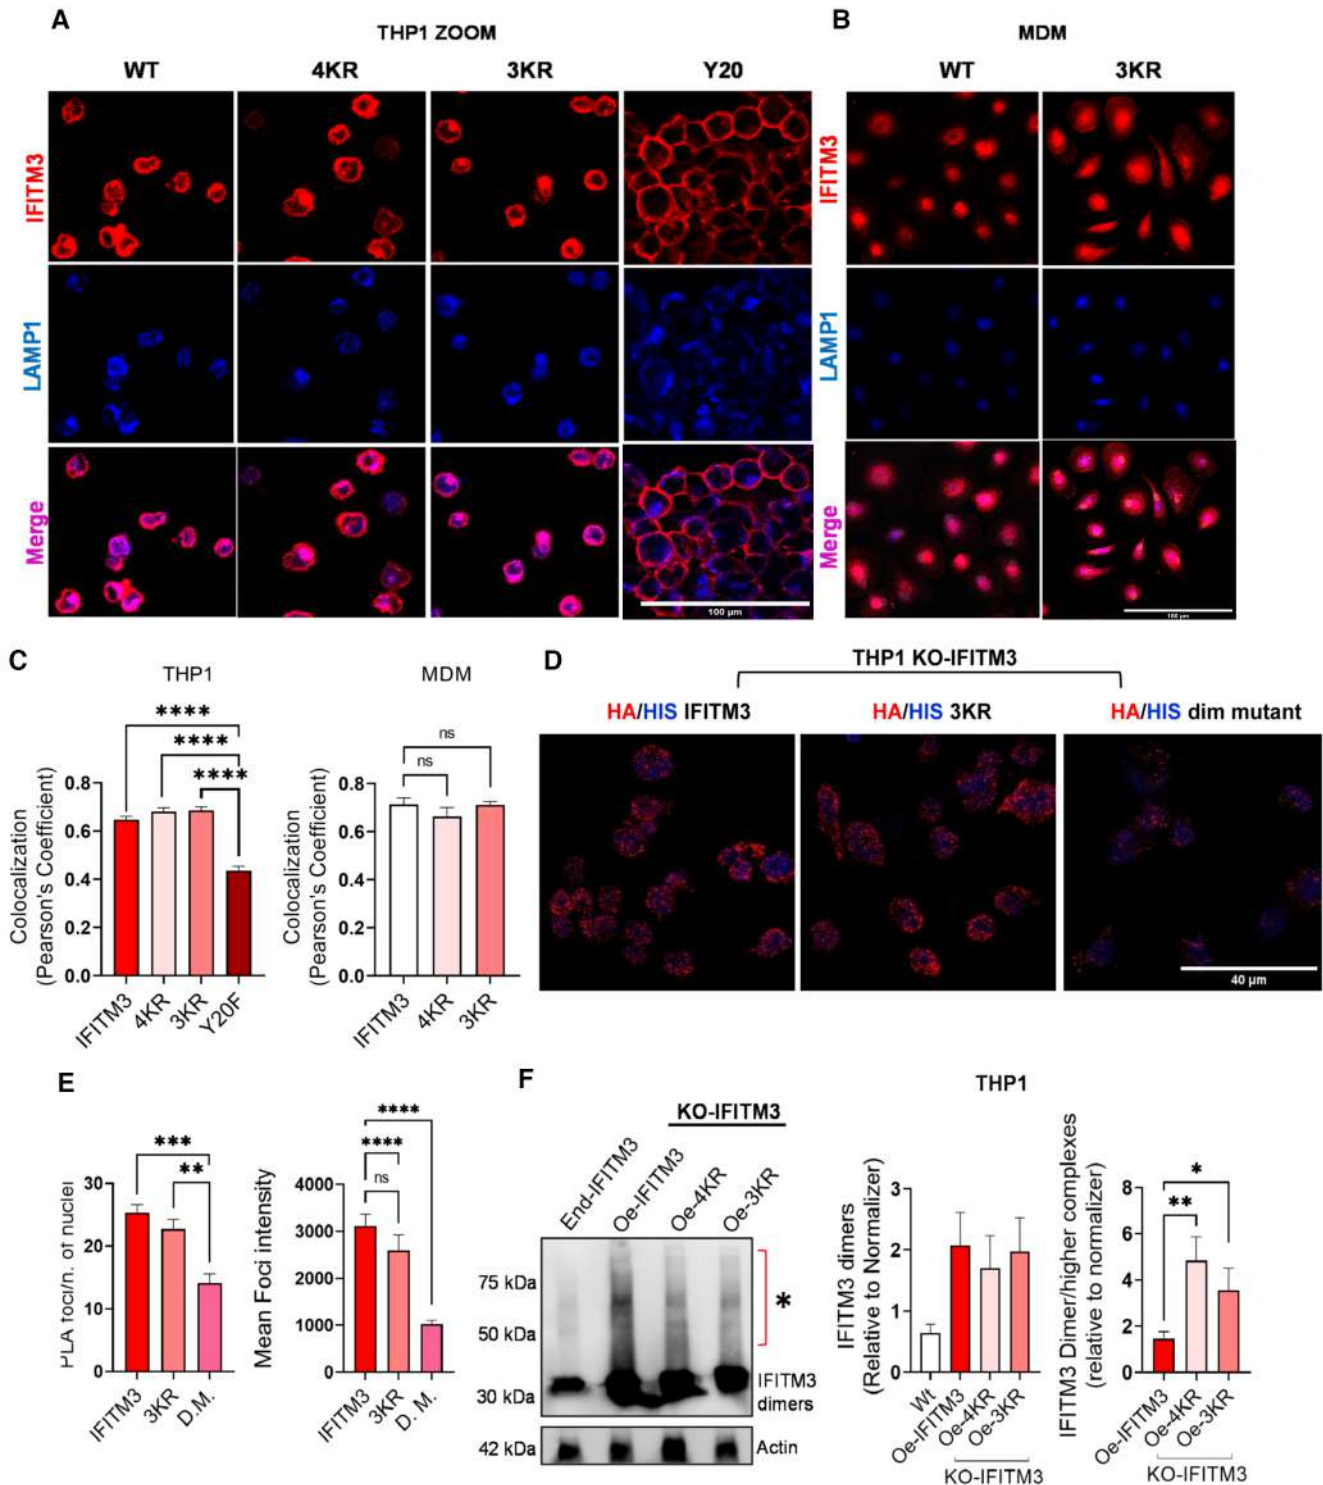 A
THP1 ZOOM
WT
4KR
3KR
Y20
IFITM3
LAMP1
Merge
100 µm
B
MDM
WT
3KR
IFITM3
LAMP1
Merge
100 µm
C
THP1
****
****
****
Colocalization
(Pearson's Coefficient)
0.8
0.6
0.4
0.2
0.0
IFITM3
4KR
3KR
Y20F
MDM
ns
ns
Colocalization
(Pearson's Coefficient)
0.8
0.6
0.4
0.2
0.0
IFITM3
4KR
3KR
D
THP1 KO-IFITM3
HA/HIS IFITM3
HA/HIS 3KR
HA/HIS dim mutant
40 µm
E
***
**
PLA foci/n. of nuclei
30
20
10
0
IFITM3
3KR
D.M.
****
****
ns
Mean Foci intensity
4000
3000
2000
1000
0
IFITM3
3KR
D. M.
F
KO-IFITM3
End-IFITM3
Oe-IFITM3
Oe-4KR
Oe-3KR
75 kDa
50 kDa
*
30 kDa
IFITM3
dimers
42 kDa
Actin
THP1
IFITM3 dimers
(Relative to Normalizer)
3
2
1
0
Wt
Oe-IFITM3
Oe-4KR
Oe-3KR
KO-IFITM3
*
**
IFITM3 Dimer/higher complexes
(relative to normalizer)
8
6
4
2
0
Oe-IFITM3
Oe-4KR
Oe-3KR
KO-IFITM3